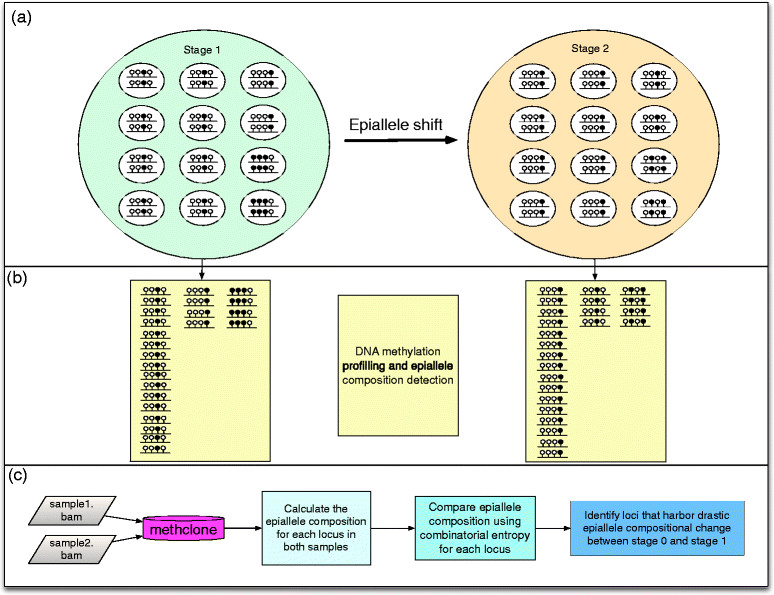 (a)
Stage 1
Stage 2
Epiallele shift
(b)
DNA methylation
profilling and epiallele
composition detection
(c)
sample1.
bam
sample2.
bam
methclone
Calculate the
epiallele composition
for each locus in
both samples
Compare epiallele
composition using
combinatorial entropy
for each locus
Identify loci that harbor drastic
epiallele compositional change
between stage 0 and stage 1